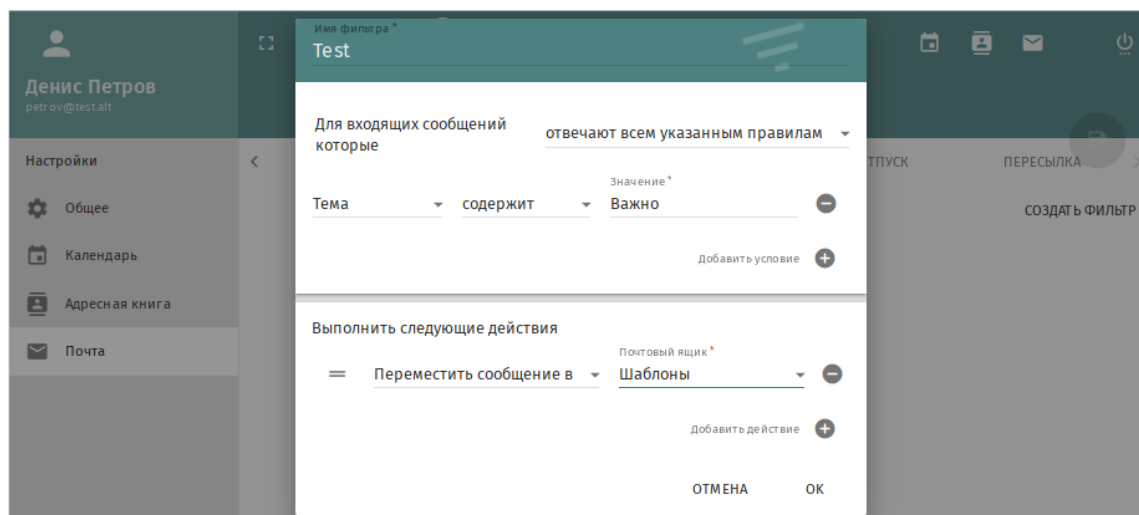 Денис Петров
petrov@test.alt
Настройки
Общее
Календарь
Адресная книга
Почта
Имя фильтра *
Test
Для входящих сообщений
которые
отвечают всем указанным правилам
Тема
содержит
Значение *
Важно
Добавить условие
Выполнить следующие действия
Переместить сообщение в
Почтовый ящик *
Шаблоны
Добавить действие
ОТМЕНА
OK
ТПУСК
ПЕРЕСЫЛКА
СОЗДАТЬ ФИЛЬТР